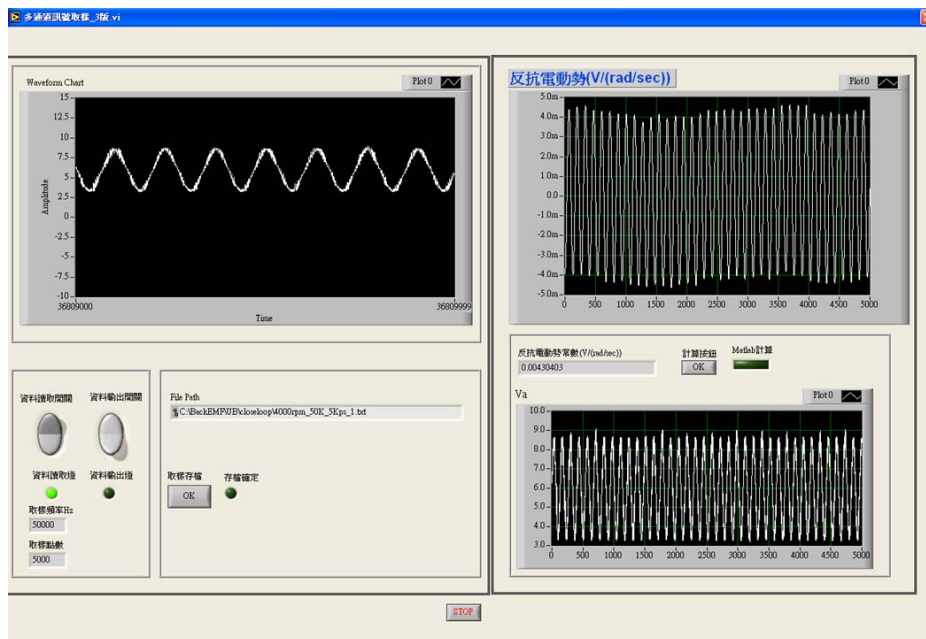 多通道訊號取樣_3版.vi
Waveform Chart
Plot 0
15
12.5
10
7.5
5
2.5
0
-2.5
-5
-7.5
-10
Amplitude
36809000
36809999
Time
反抗電動勢(V/(rad/sec))
Plot 0
5.0m
4.0m
3.0m
2.0m
1.0m
0.0
-1.0m
-2.0m
-3.0m
-4.0m
-5.0m
0 500 1000 1500 2000 2500 3000 3500 4000 4500 5000
反抗電動勢常數(V/(rad/sec))
0.00430403
計算按鈕
OK
Matlab計算
Va
Plot 0
10.0
9.0
8.0
7.0
6.0
5.0
4.0
3.0
0 500 1000 1500 2000 2500 3000 3500 4000 4500 5000
資料讀取開關
資料輸出開關
資料讀取燈
資料輸出燈
取樣頻率Hz
50000
取樣點數
5000
File Path
C:\BackEMF\JB\closeloop\4000rpm_50K_5Kps_1.txt
取樣存檔
OK
存檔確定
STOP